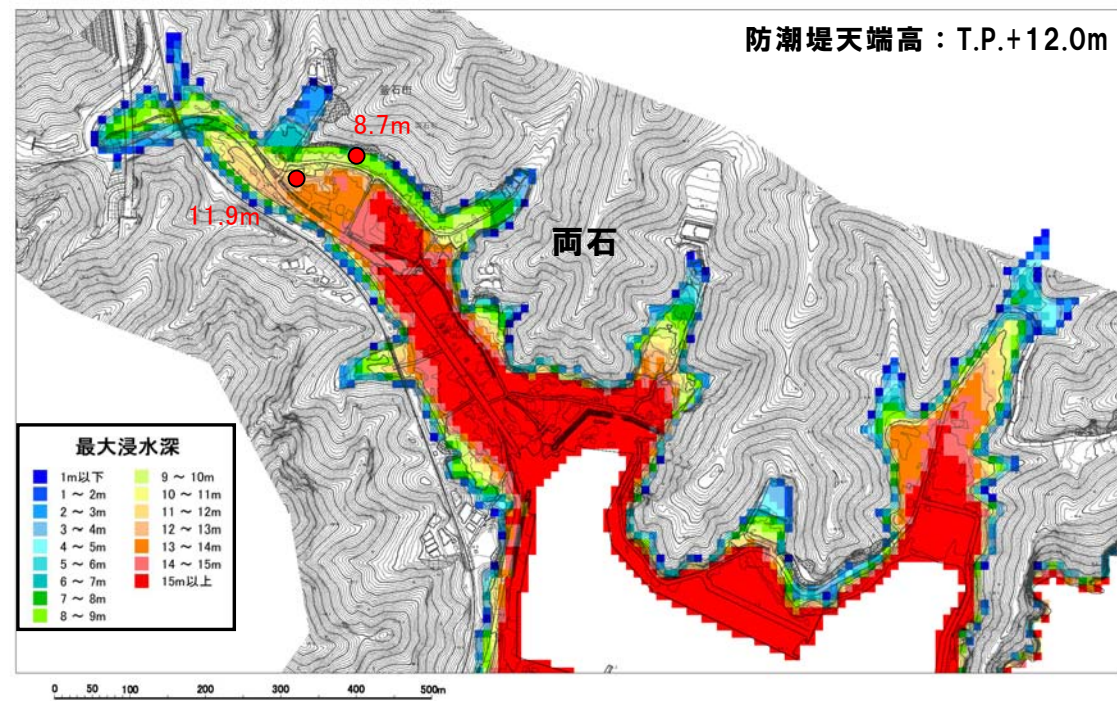 防潮堤天端高：T.P.+12.0m
釜石町
8.7m
11.9m
両石
最大浸水深
1m以下
1 ～ 2m
2 ～ 3m
3 ～ 4m
4 ～ 5m
5 ～ 6m
6 ～ 7m
7 ～ 8m
8 ～ 9m
9 ～ 10m
10 ～ 11m
11 ～ 12m
12 ～ 13m
13 ～ 14m
14 ～ 15m
15m以上
0 50 100 200 300 400 500m